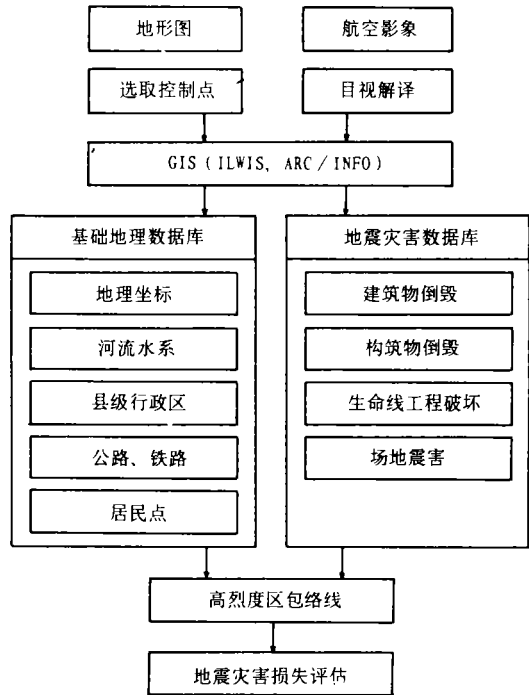 地形图
航空影象
选取控制点
目视解译
GIS(ILWIS, ARC/INFO)
基础地理数据库
地震灾害数据库
地理坐标
河流水系
县级行政区
公路、铁路
居民点
建筑物倒毁
构筑物倒毁
生命线工程破坏
场地震害
高烈度区包络线
地震灾害损失评估